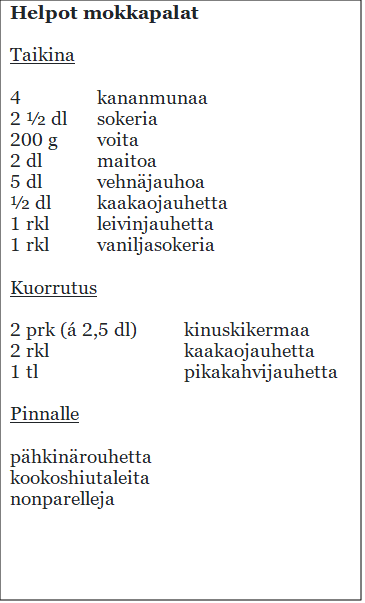 Helpot mokkapalat
Taikina
4 kananmunaa
2 ½ dl sokeria
200 g voita
2 dl maitoa
5 dl vehnäjauhoa
½ dl kaakaojauhetta
1 rkl leivinjauhetta
1 rkl vaniljasokeria
Kuorrutus
2 prk (á 2,5 dl) kinuskikermaa
2 rkl kaakaojauhetta
1 tl pikakahvijauhetta
Pinnalle
pähkinärouhetta
kookoshiutaleita
nonparelleja